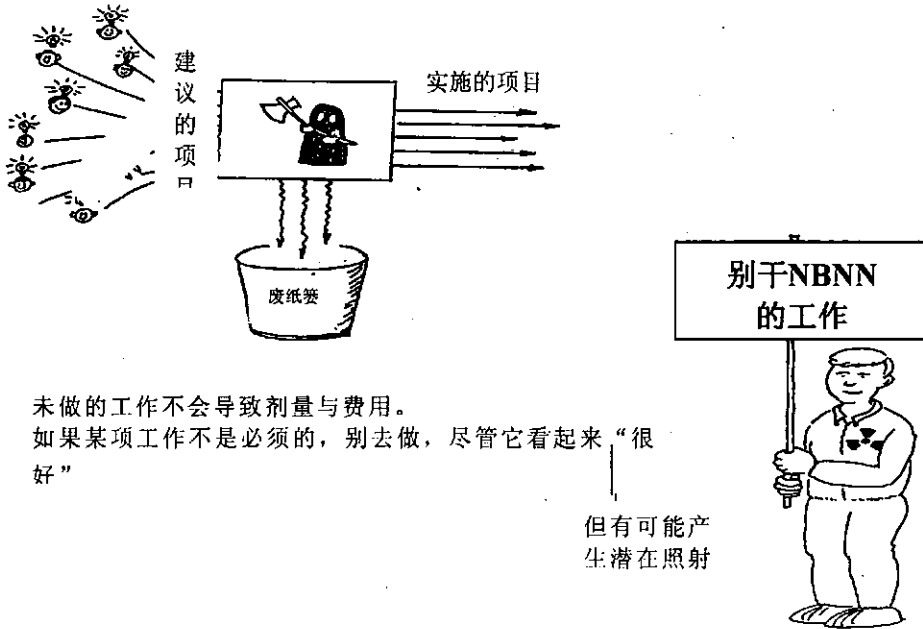 建议的项目
实施的项目
废纸篓
别干NBNN
的工作
未做的工作不会导致剂量与费用。
如果某项工作不是必须的，别去做，尽管它看起来“很
好”
但有可能产
生潜在照射